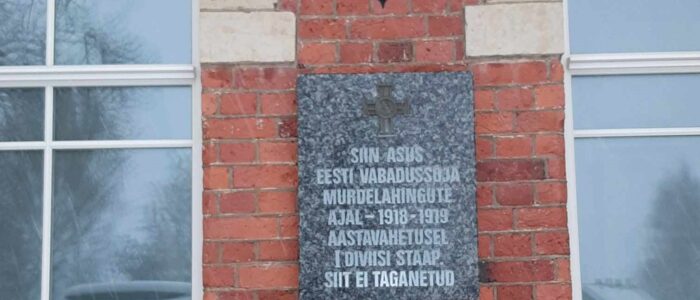 SIIN ASUS
EESTI VABADUSSÕJA
MURDELAHINGUTE
AJAL – 1918-1919
AASTAVAHETUSEL
I DIVIISI STAAP.
SIIT EI TAGANETUD